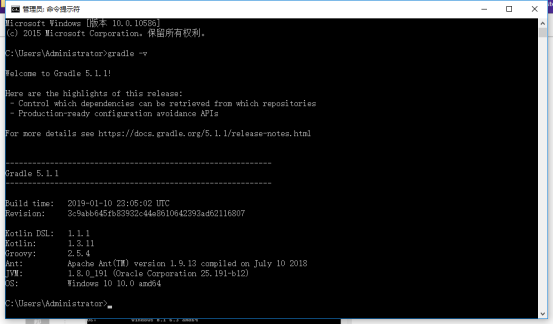 管理员: 命令提示符
Microsoft Windows [版本 10.0.10586]
(c) 2015 Microsoft Corporation。保留所有权利。
C:\Users\Administrator>gradle -v
Welcome to Gradle 5.1.1!
Here are the highlights of this release:
- Control which dependencies can be retrieved from which repositories
- Production-ready configuration avoidance APIs
For more details see https://docs.gradle.org/5.1.1/release-notes.html
------------------------------------------------------------
Gradle 5.1.1
------------------------------------------------------------
Build time:   2019-01-10 23:05:02 UTC
Revision:     3c9abb645fb83932c44e8610642393ad62116807
Kotlin DSL:   1.1.1
Kotlin:       1.3.11
Groovy:       2.5.4
Ant:          Apache Ant(TM) version 1.9.13 compiled on July 10 2018
JVM:          1.8.0_191 (Oracle Corporation 25.191-b12)
OS:           Windows 10 10.0 amd64
C:\Users\Administrator>